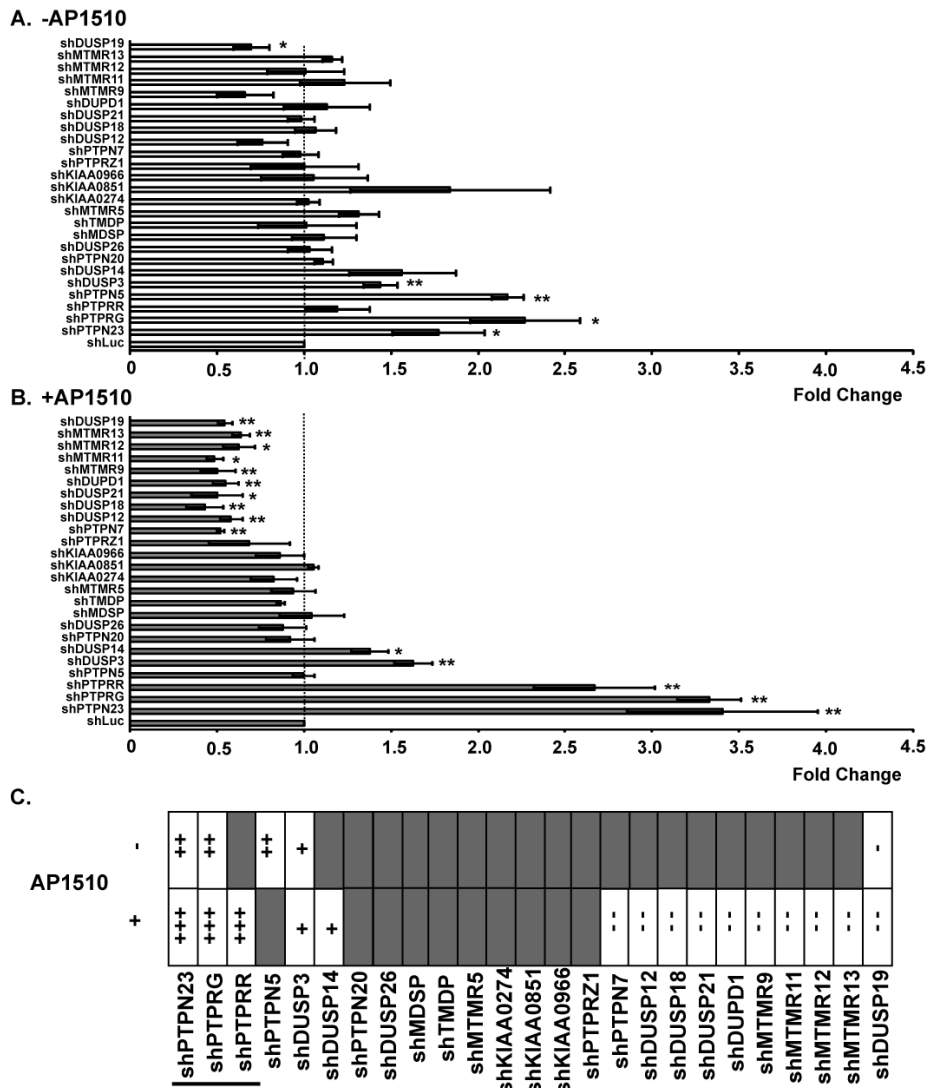 A. -AP1510
shDUSP19 *
shMTMR13
shMTMR12
shMTMR11
shMTMR9
shDUPD1
shDUSP21
shDUSP18
shDUSP12
shPTPN7
shPTPRZ1
shKIAA0966
shKIAA0851
shKIAA0274
shMTMR5
shTMDP
shMDSP
shDUSP26
shPTPN20
shDUSP14
shDUSP3 **
shPTPN5 **
shPTPRR
shPTPRG *
shPTPN23 *
shLuc
0 0.5 1.0 1.5 2.0 2.5 3.0 3.5 4.0 4.5
Fold Change
B. +AP1510
shDUSP19 **
shMTMR13 **
shMTMR12 *
shMTMR11 *
shMTMR9 **
shDUPD1 **
shDUSP21 *
shDUSP18 **
shDUSP12 **
shPTPN7 **
shPTPRZ1
shKIAA0966
shKIAA0851
shKIAA0274
shMTMR5
shTMDP
shMDSP
shDUSP26
shPTPN20
shDUSP14 *
shDUSP3 **
shPTPN5
shPTPRR **
shPTPRG **
shPTPN23 **
shLuc
0 0.5 1.0 1.5 2.0 2.5 3.0 3.5 4.0 4.5
Fold Change
C.
- ++ ++ ++ + -
AP1510
+ +++ +++ +++ + + - - - - - - - - - -
shPTPN23
shPTPRG
shPTPRR
shPTPN5
shDUSP3
shDUSP14
shPTPN20
shDUSP26
shMDSP
shTMDP
shMTMR5
shKIAA0274
shKIAA0851
shKIAA0966
shPTPRZ1
shPTPN7
shDUSP12
shDUSP18
shDUSP21
shDUPD1
shMTMR9
shMTMR11
shMTMR12
shMTMR13
shDUSP19